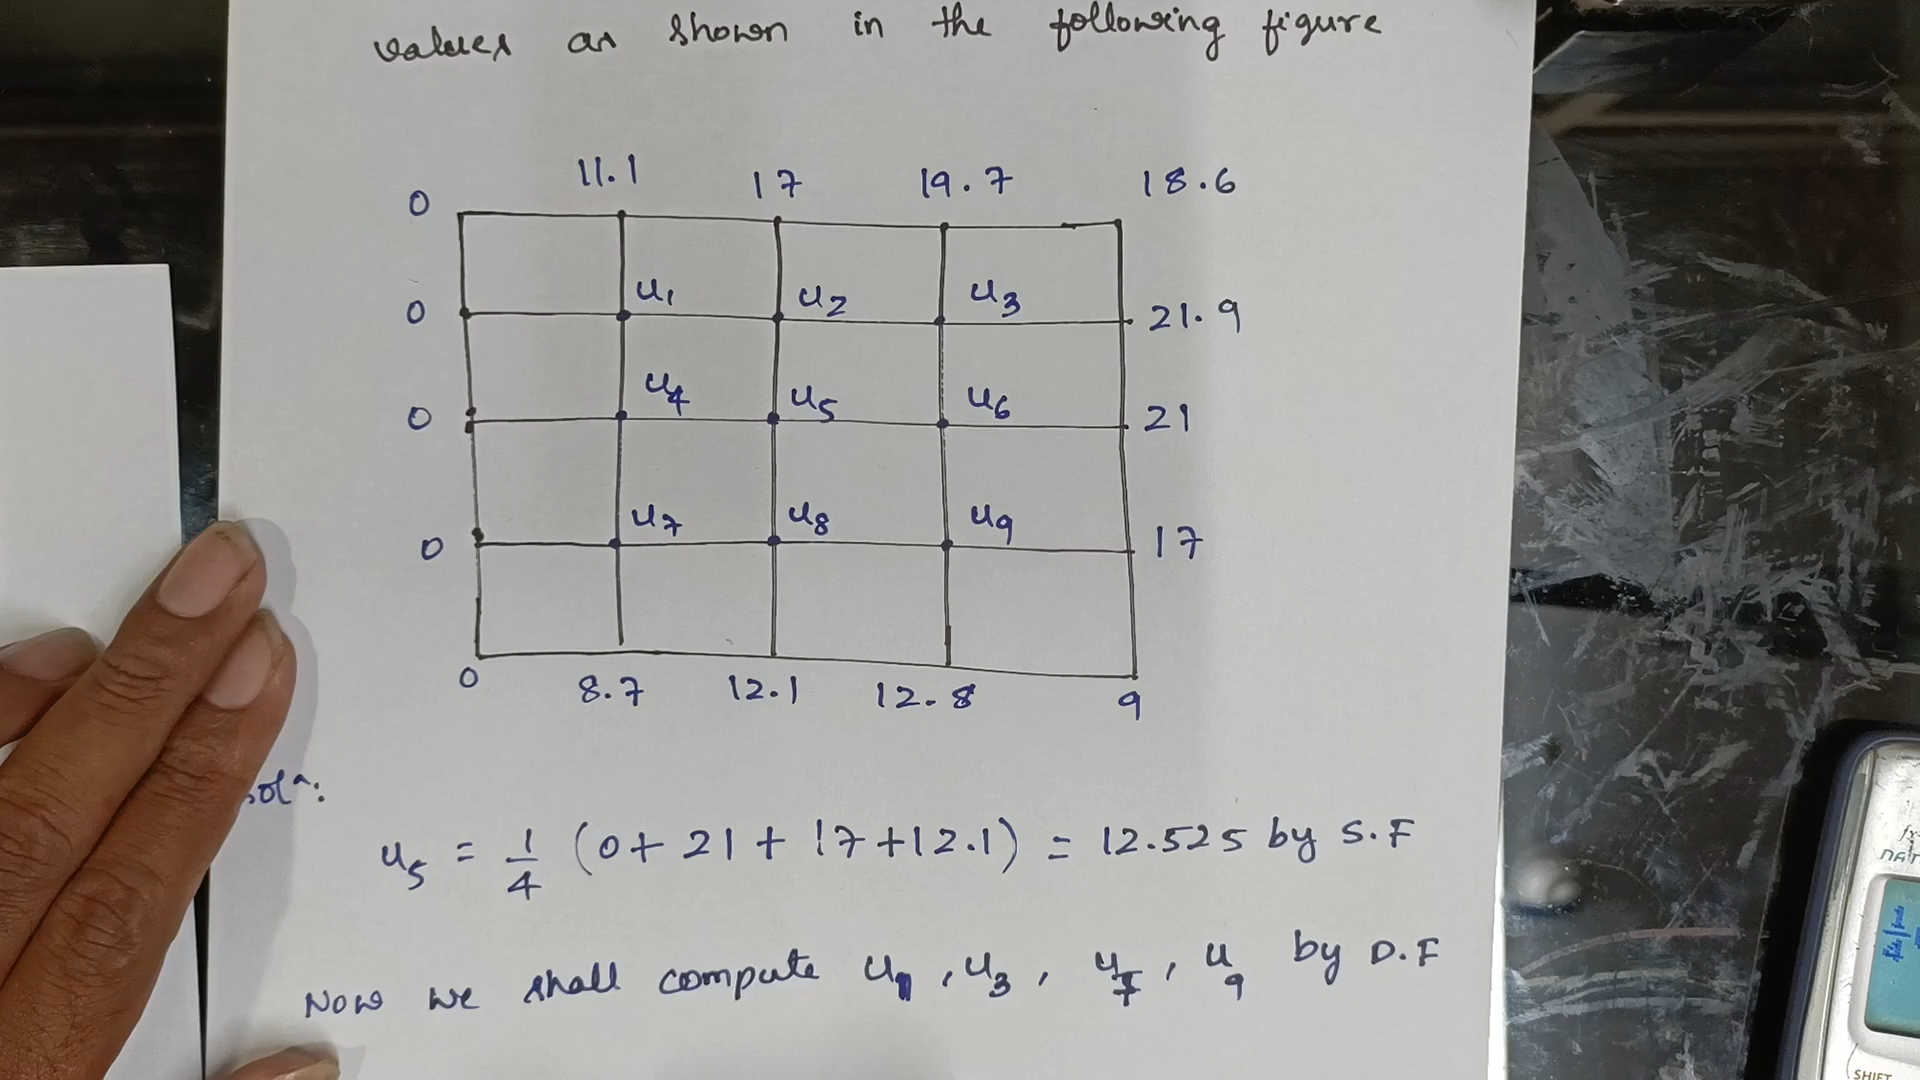 values as shown in the following figure
0 11.1 17 19.7 18.6
0 u₁ u₂ u₃ 21.9
0 u₄ u₅ u₆ 21
0 u₇ u₈ u₉ 17
0 8.7 12.1 12.8 9
solⁿ:
u₅ = 1/4 (0+21+17+12.1) = 12.525 by S.F
Now we shall compute u₁, u₃, u₇, u₉ by D.F
SHIFT